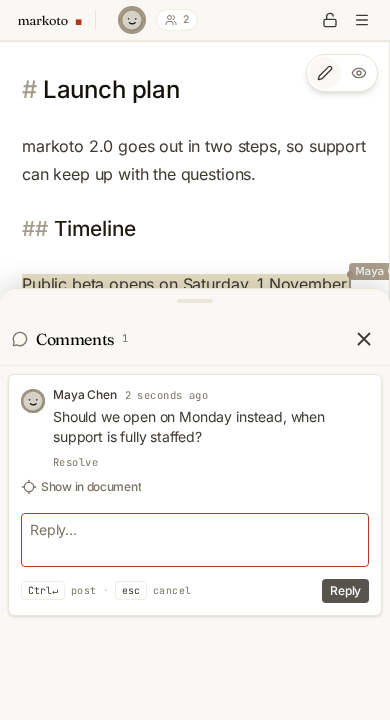 markoto
2
# Launch plan
markoto 2.0 goes out in two steps, so support
can keep up with the questions.
## Timeline
Maya
Public beta opens on Saturday, 1 November
Comments 1
Maya Chen 2 seconds ago
Should we open on Monday instead, when
support is fully staffed?
Resolve
Show in document
Reply...
Ctrl↵ post · esc cancel
Reply